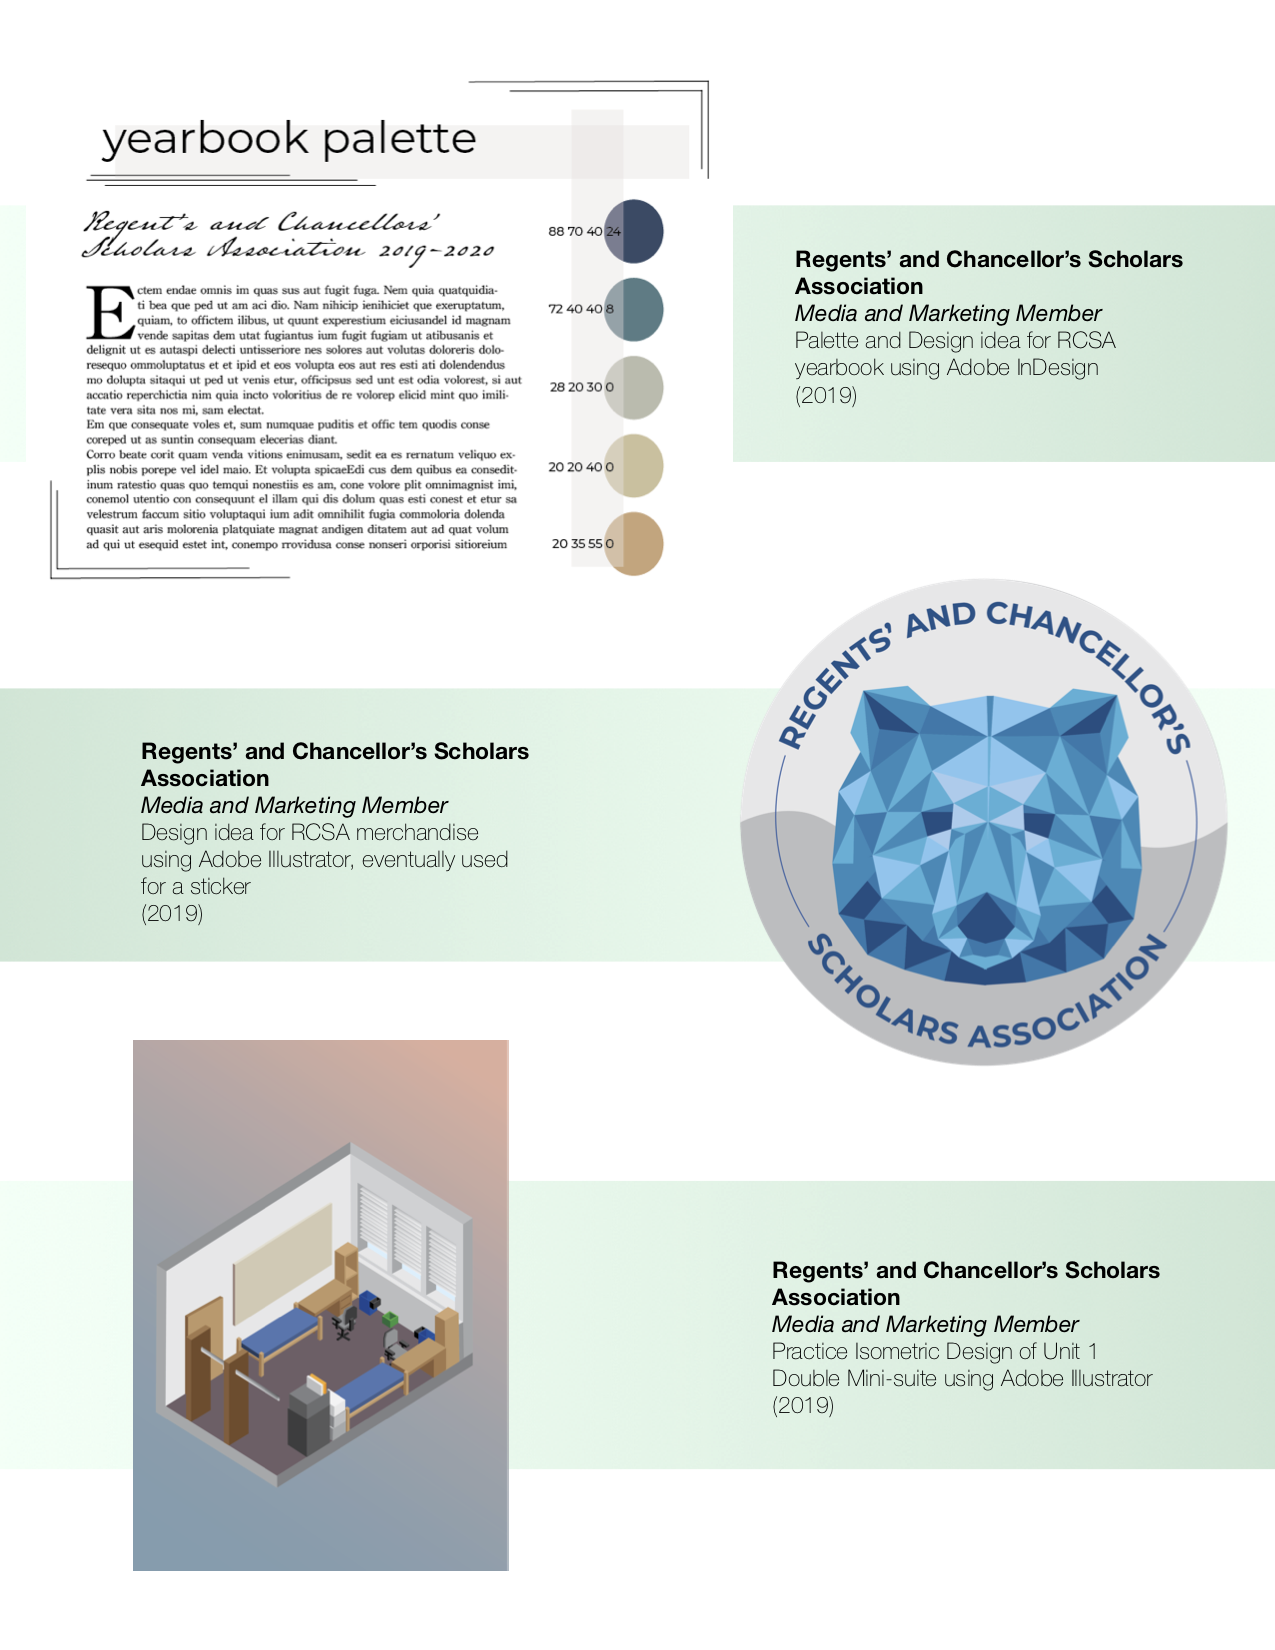 yearbook palette
Regent's and Chancellors'
Scholars Association 2019-2020
Ectem endae omnis im quas sus aut fugit fuga. Nem quia quatquidia-
ti bea que ped ut am aci dio. Nam nihicip ienihiciet que exeruptatum,
quiam, to offictem ilibus, ut quunt experestium eiciusandel id magnam
vende sapitas dem utat fugiantus ium fugit fugiam ut atibusanis et
delignit ut es autaspi delecti untisseriore nes solores aut volutas doloreris dolo-
resequo ommoluptatus et et ipid et eos volupta eos aut res esti ati dolendendus
mo dolupta sitaqui ut ped ut venis etur, officipsus sed unt est odia volorest, si aut
accatio reperchictia nim quia incto voloritius de re volorep elicid mint quo imili-
tate vera sita nos mi, sam electat.
Em que consequate voles et, sum numquae puditis et offic tem quodis conse
coreped ut as suntin consequam elecerias diant.
Corro beate corit quam venda vitions enimusam, sedit ea es rernatum veliquo ex-
plis nobis porepe vel idel maio. Et volupta spicaeEdi cus dem quibus ea consedit-
inum ratestio quas quo temqui nonestiis es am, cone volore plit omnimagnist imi,
conemol utentio con consequunt el illam qui dis dolum quas esti conest et etur sa
velestrum faccum sitio voluptaqui ium adit omnihilit fugia commoloria dolenda
quasit aut aris molorenia platquiate magnat andigen ditatem aut ad quat volum
ad qui ut esequid estet int, conempo rrovidusa conse nonseri orporisi sitioreium
88 70 40 24
72 40 40 8
28 20 30 0
20 20 40 0
20 35 55 0
Regents’ and Chancellor’s Scholars
Association
Media and Marketing Member
Palette and Design idea for RCSA
yearbook using Adobe InDesign
(2019)
Regents’ and Chancellor’s Scholars
Association
Media and Marketing Member
Design idea for RCSA merchandise
using Adobe Illustrator, eventually used
for a sticker
(2019)
REGENTS’ AND CHANCELLOR’S
SCHOLARS ASSOCIATION
Regents’ and Chancellor’s Scholars
Association
Media and Marketing Member
Practice Isometric Design of Unit 1
Double Mini-suite using Adobe Illustrator
(2019)